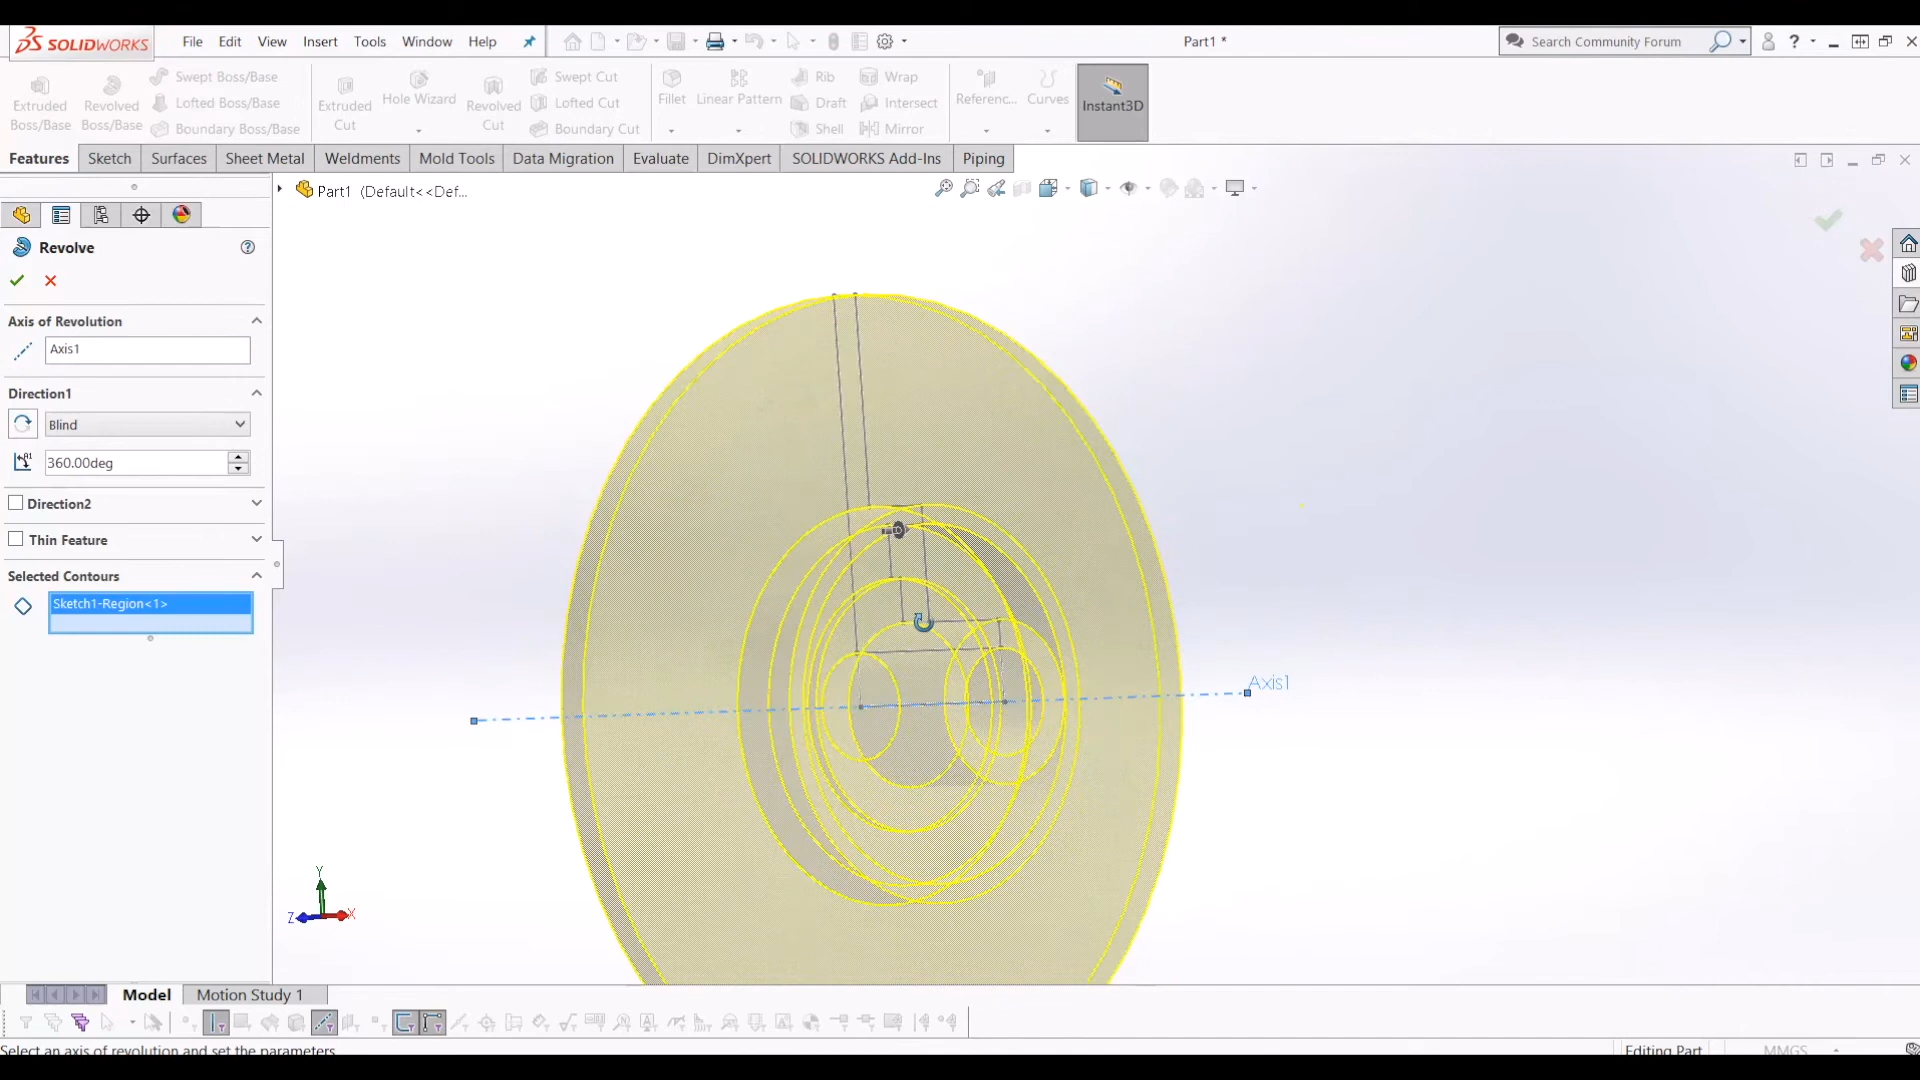 SOLIDWORKS File Edit View Insert Tools Window Help Part1 * Search Community Forum ?
Extruded Boss/Base
Revolved Boss/Base
Swept Boss/Base
Lofted Boss/Base
Boundary Boss/Base
Extruded Cut
Hole Wizard
Revolved Cut
Swept Cut
Lofted Cut
Boundary Cut
Fillet
Linear Pattern
Rib
Draft
Shell
Wrap
Intersect
Mirror
Referenc...
Curves
Instant3D
Features Sketch Surfaces Sheet Metal Weldments Mold Tools Data Migration Evaluate DimXpert SOLIDWORKS Add-Ins Piping
Part1 (Default<<Def...
Revolve
Axis of Revolution
Axis1
Direction1
Blind
360.00deg
Direction2
Thin Feature
Selected Contours
Sketch1-Region<1>
Axis1
Y
Z
X
Model Motion Study 1
Select an axis of revolution and set the parameters
Editing Part MMGS